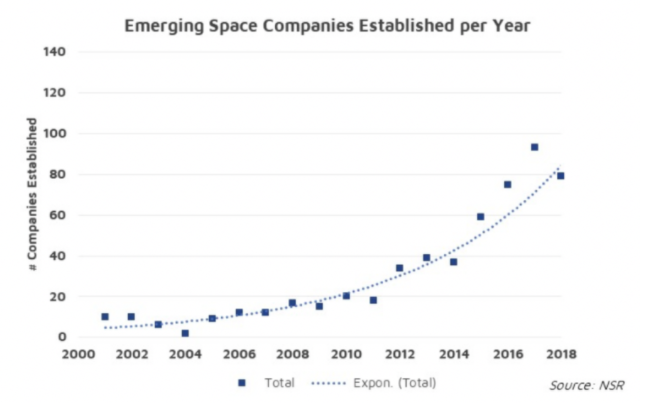 Emerging Space Companies Established per Year
140
120
100
80
60
40
20
0
# Companies Established
2000 2002 2004 2006 2008 2010 2012 2014 2016 2018
Total Expon. (Total)
Source: NSR